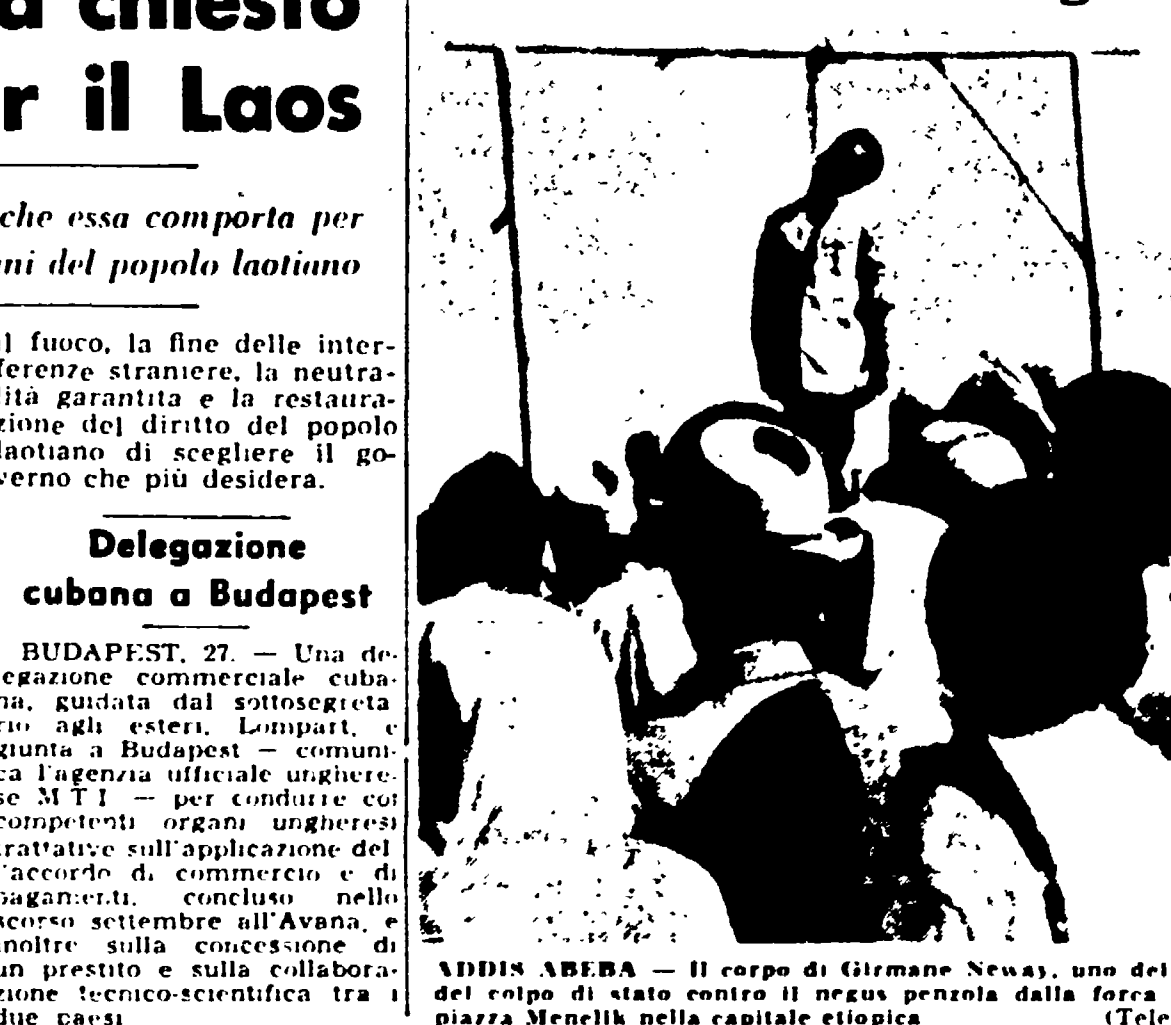 a chiesto
r il Laos
che essa comporta per
ni del popolo laotiano
l fuoco, la fine delle inter-
ferenze straniere, la neutra-
lità garantita e la restaura-
zione del diritto del popolo
laotiano di scegliere il go-
verno che più desidera.
Delegazione
cubana a Budapest
BUDAPEST, 27. — Una de-
egazione commerciale cuba-
na, guidata dal sottosegreta
rio agli esteri, Lompart, e
giunta a Budapest — comuni-
ca l'agenzia ufficiale unghere-
se M T I — per condurre coi
competenti organi ungheresi
trattative sull'applicazione del
l'accordo di commercio e di
pagamenti, concluso nello
scorso settembre all'Avana, e
inoltre sulla concessione di
un prestito e sulla collabora-
zione tecnico-scientifica tra i
due paesi
ADDIS ABEBA — Il corpo di Girmane Neway, uno dei
del colpo di stato contro il negus penzola dalla forca
piazza Menelik nella capitale etiopica (Tele